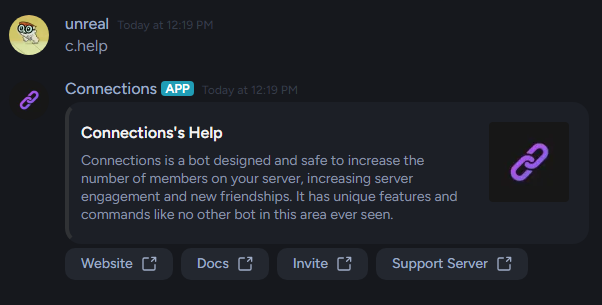 unreal Today at 12:19 PM
c.help
Connections APP Today at 12:19 PM
Connections's Help
Connections is a bot designed and safe to increase the
number of members on your server, increasing server
engagement and new friendships. It has unique features and
commands like no other bot in this area ever seen.
Website Docs Invite Support Server